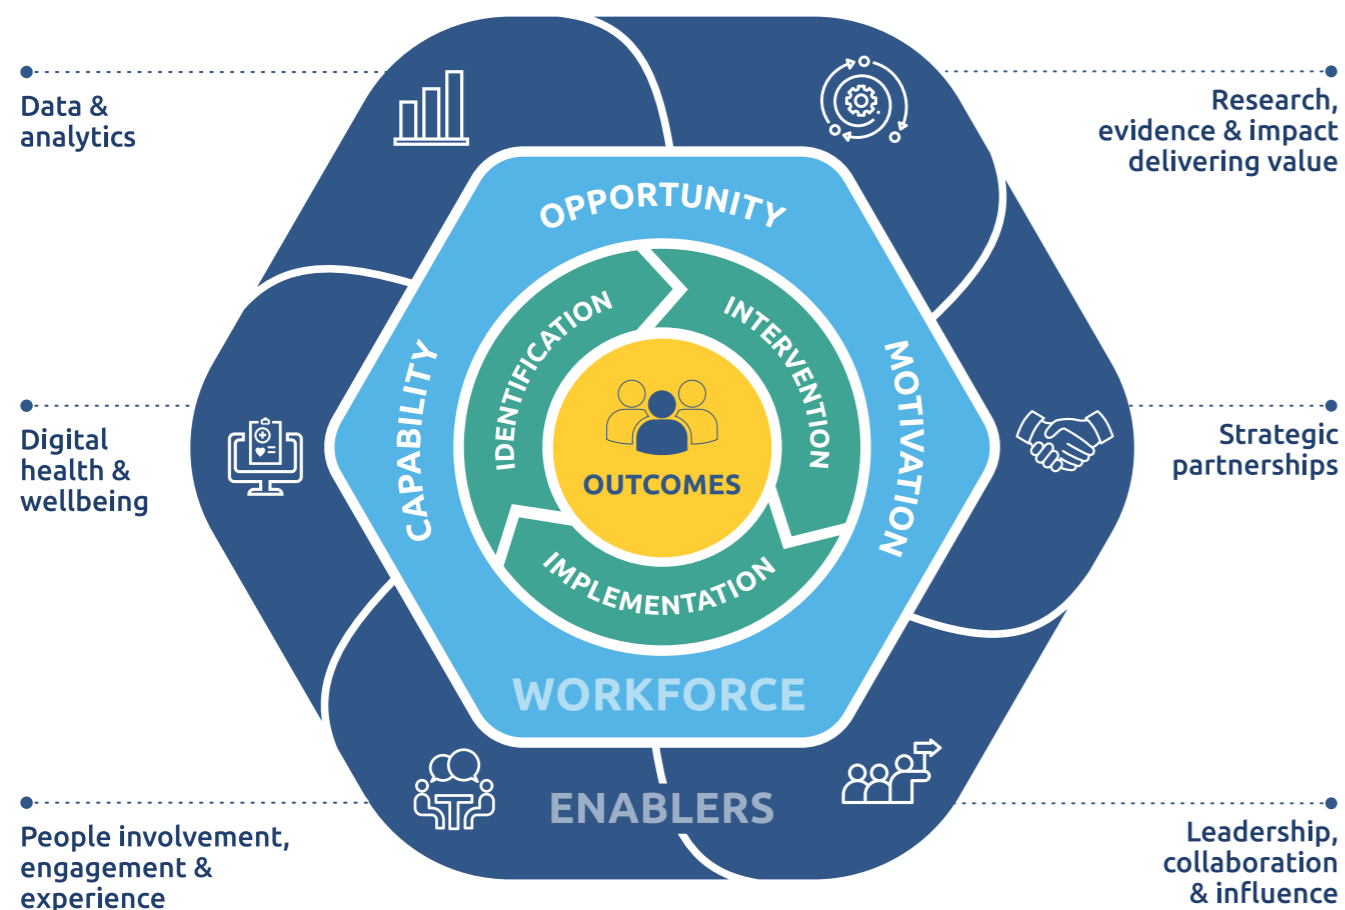 Data &
analytics
Research,
evidence & impact
delivering value
OPPORTUNITY
CAPABILITY
MOTIVATION
IDENTIFICATION
INTERVENTION
IMPLEMENTATION
OUTCOMES
Digital
health &
wellbeing
Strategic
partnerships
WORKFORCE
ENABLERS
People involvement,
engagement &
experience
Leadership,
collaboration
& influence